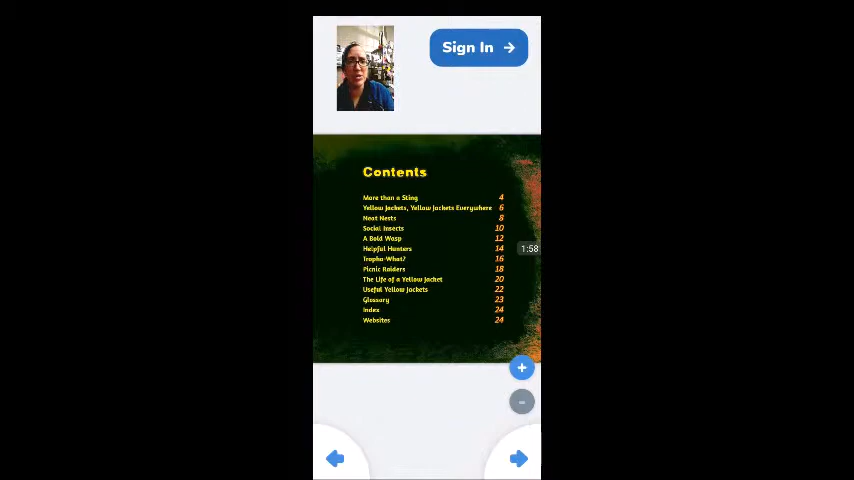 Sign In →
Contents
More than a Sting 4
Yellow Jackets, Yellow Jackets Everywhere 6
Neat Nests 8
Social Insects 10
A Bold Wasp 12
Helpful Hunters 14
Tropho-What? 16
Picnic Raiders 18
The Life of a Yellow Jacket 20
Useful Yellow Jackets 22
Glossary 23
Index 24
Websites 24
1:58
+
-